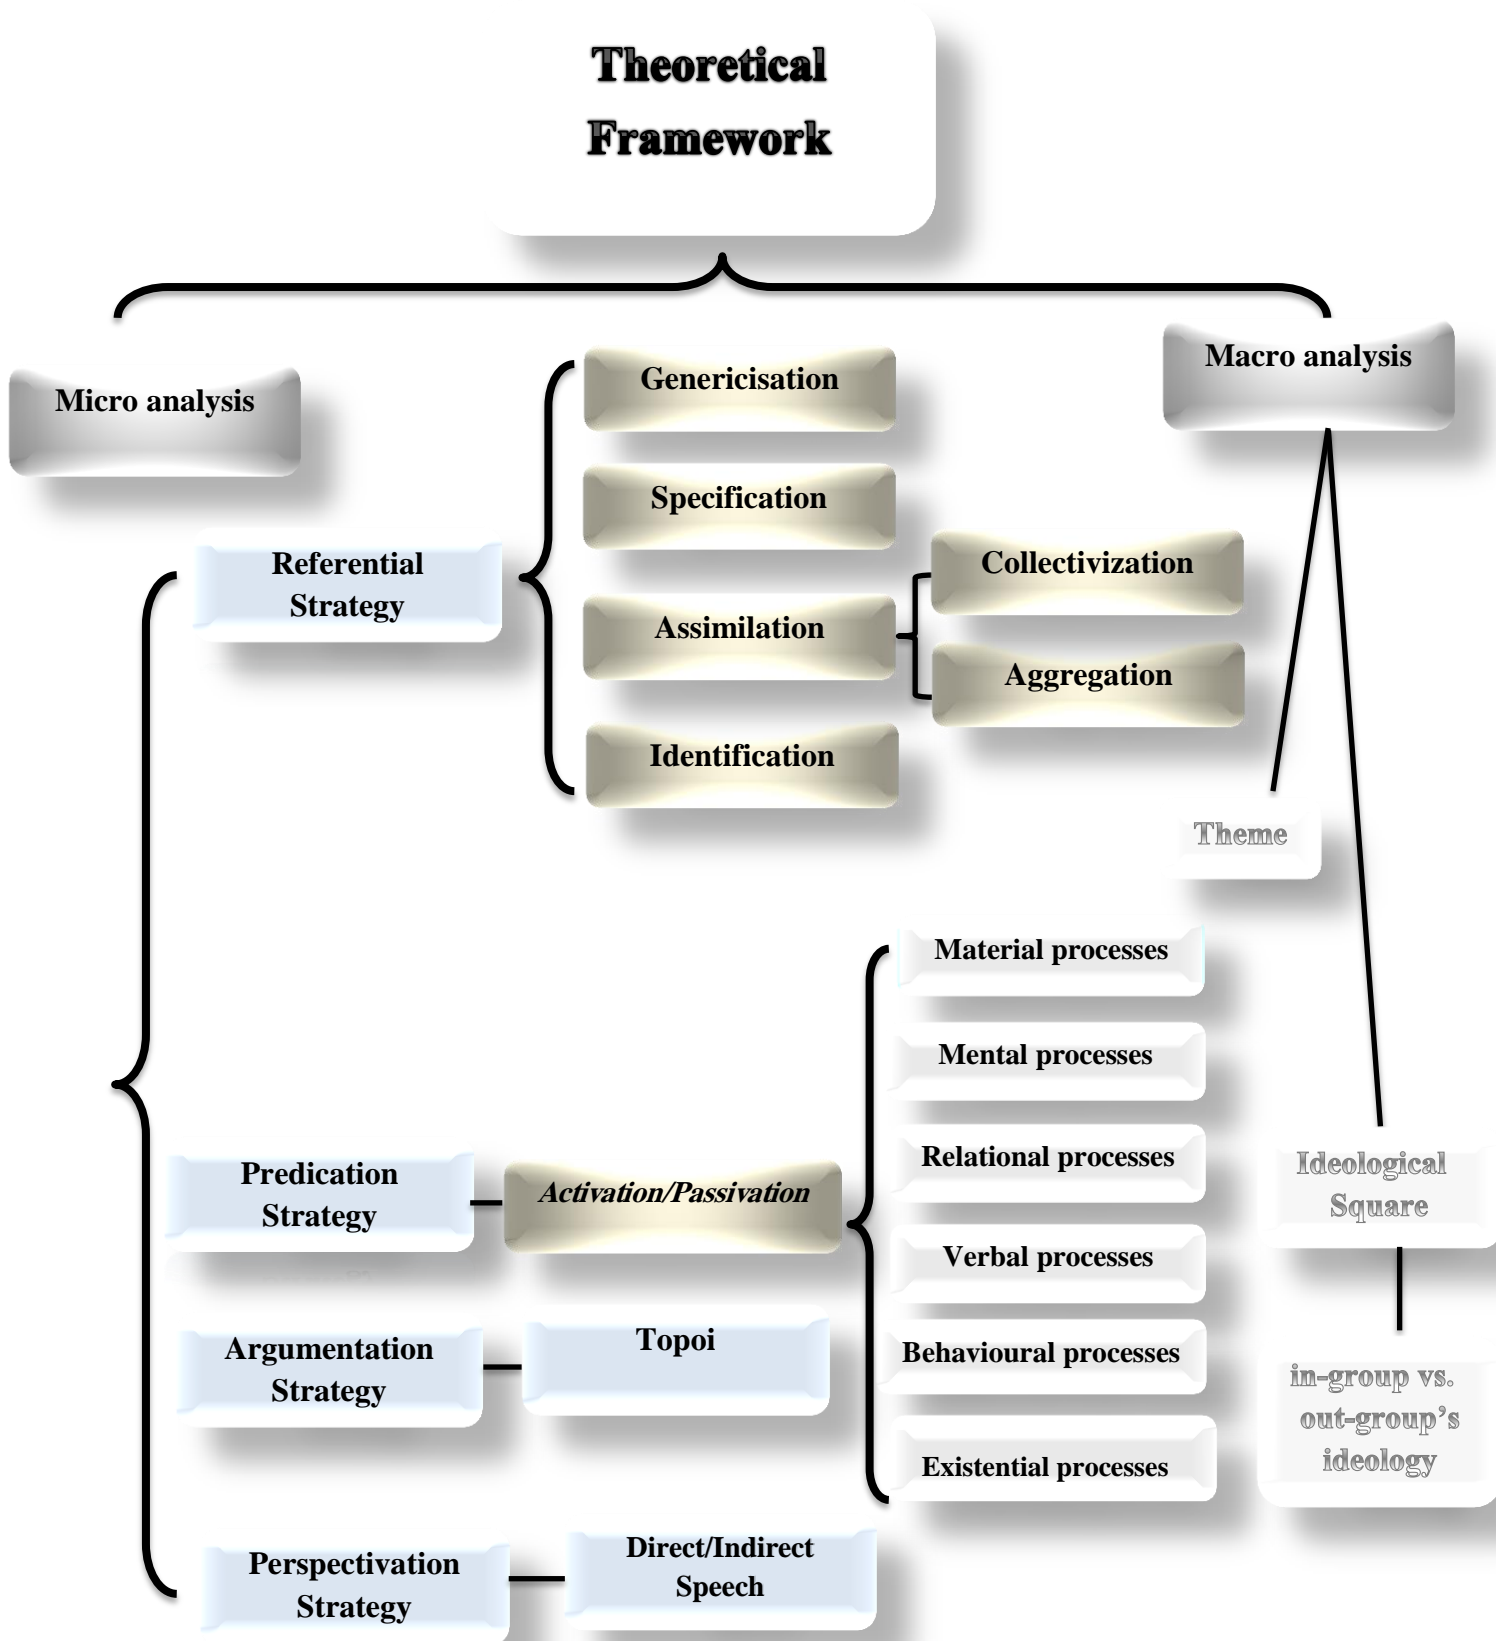 Theoretical
Framework
Micro analysis
Macro analysis
Referential
Strategy
Genericisation
Specification
Assimilation
Identification
Collectivization
Aggregation
Theme
Predication
Strategy
Activation/Passivation
Material processes
Mental processes
Relational processes
Verbal processes
Behavioural processes
Existential processes
Ideological
Square
in-group vs.
out-group’s
ideology
Argumentation
Strategy
Topoi
Perspectivation
Strategy
Direct/Indirect
Speech